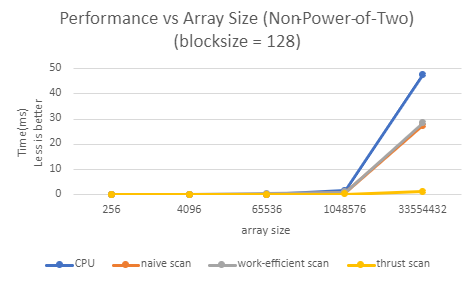 Performance vs Array Size (Non-Power-of-Two)
(blocksize = 128)
50
40
30
20
10
0
Time(ms)
Less is better
256 4096 65536 1048576 33554432
array size
CPU naive scan work-efficient scan thrust scan